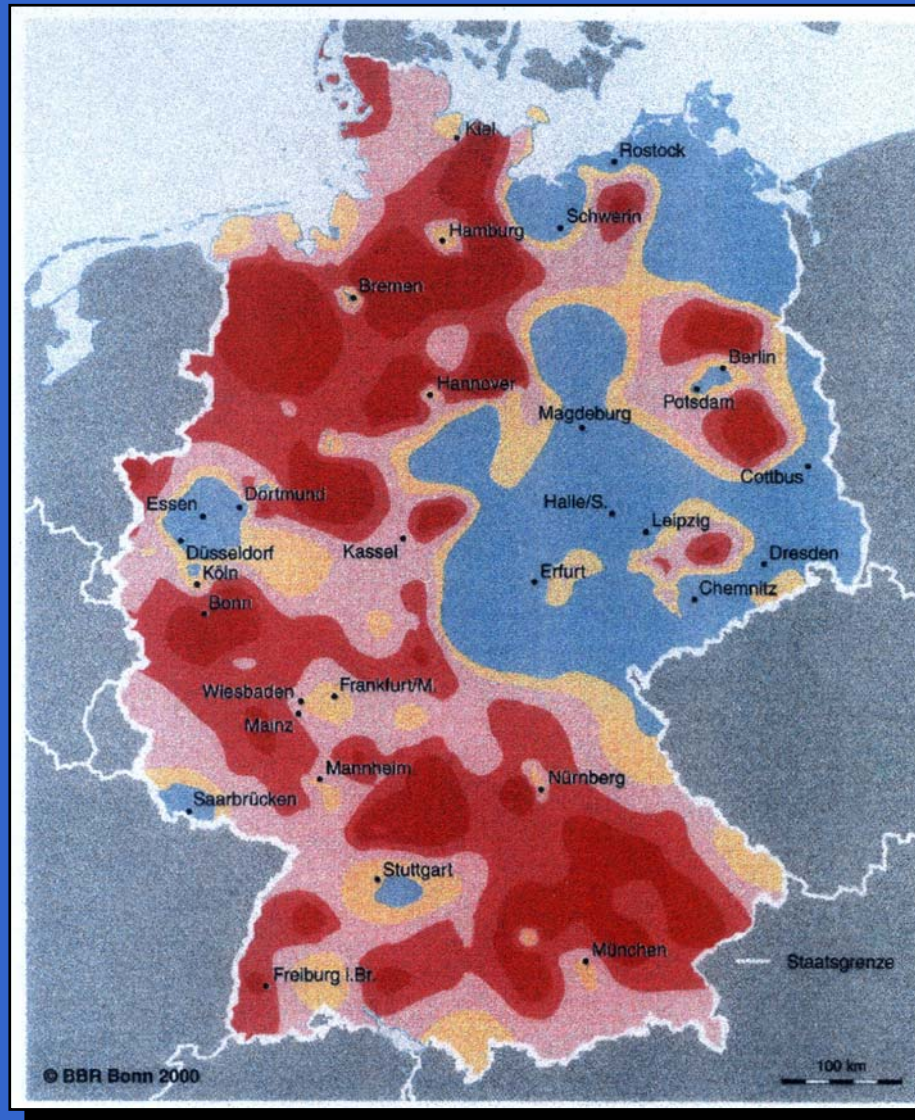 Kiel
Rostock
Schwerin
Hamburg
Bremen
Berlin
Hannover
Potsdam
Magdeburg
Cottbus
Essen
Dortmund
Halle/S.
Leipzig
Düsseldorf
Kassel
Dresden
Köln
Erfurt
Chemnitz
Bonn
Wiesbaden
Frankfurt/M.
Mainz
Mannheim
Nürnberg
Saarbrücken
Stuttgart
München
Staatsgrenze
Freiburg i.Br.
© BBR Bonn 2000
100 km